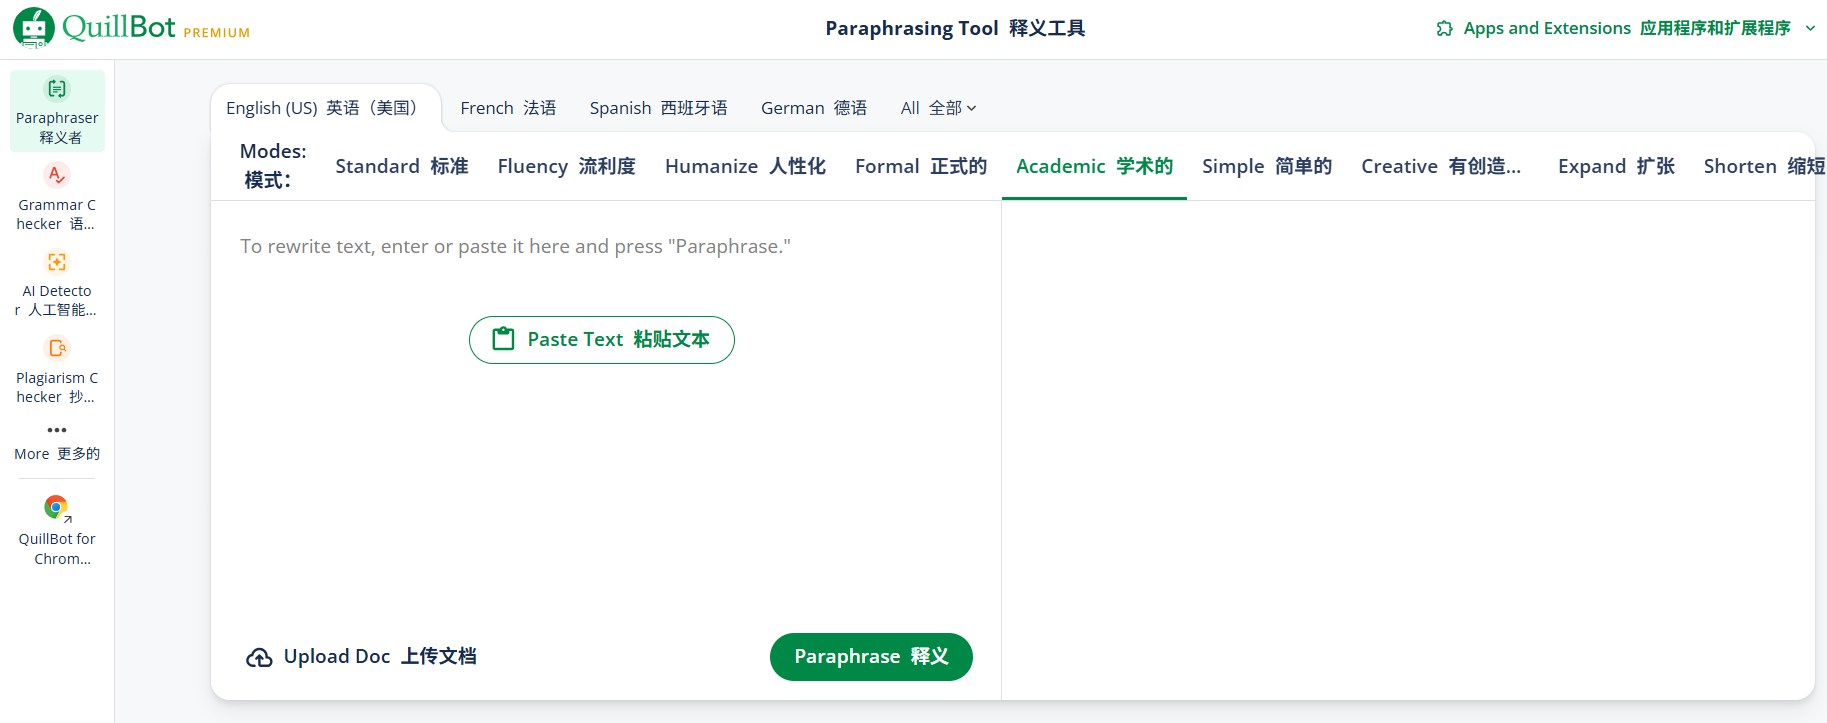 QuillBot PREMIUM
Paraphrasing Tool 释义工具
Apps and Extensions 应用程序和扩展程序
Paraphraser
释义者
Grammar C
hecker 语...
AI Detecto
r 人工智能...
Plagiarism C
hecker 抄...
More 更多的
QuillBot for
Chrom...
English (US) 英语（美国） French 法语 Spanish 西班牙语 German 德语 All 全部
Modes:
模式：
Standard 标准 Fluency 流利度 Humanize 人性化 Formal 正式的 Academic 学术的 Simple 简单的 Creative 有创造... Expand 扩张 Shorten 缩短
To rewrite text, enter or paste it here and press "Paraphrase."
Paste Text 粘贴文本
Upload Doc 上传文档
Paraphrase 释义